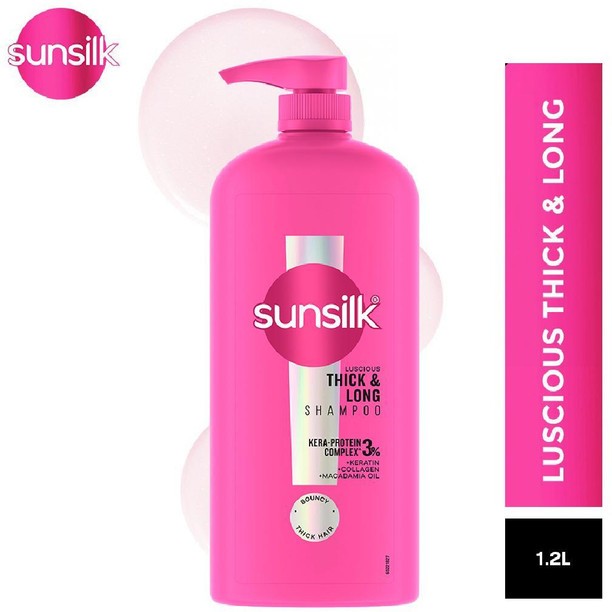 sunsilk
sunsilk®
LUSCIOUS
THICK &
LONG
SHAMPOO
KERA-PROTEIN
COMPLEX* 3%
•KERATIN
•COLLAGEN
•MACADAMIA OIL
BOUNCY
THICK HAIR
LUSCIOUS THICK & LONG
1.2L